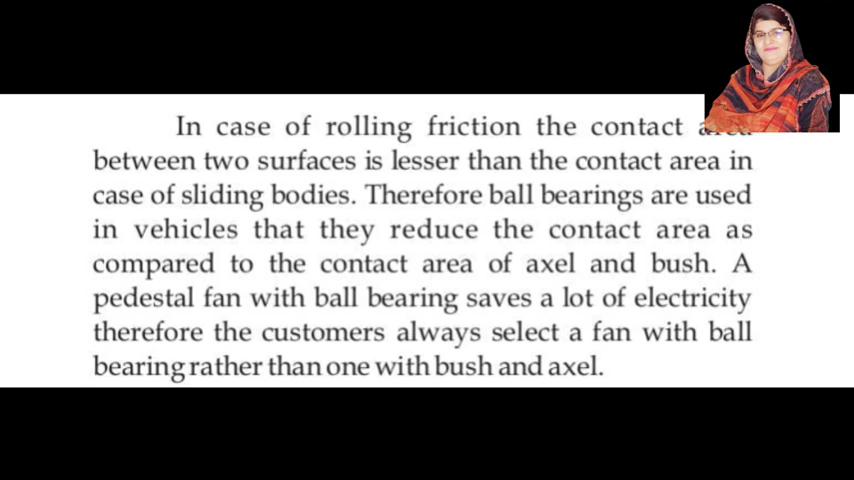 In case of rolling friction the contact area
between two surfaces is lesser than the contact area in
case of sliding bodies. Therefore ball bearings are used
in vehicles that they reduce the contact area as
compared to the contact area of axel and bush. A
pedestal fan with ball bearing saves a lot of electricity
therefore the customers always select a fan with ball
bearing rather than one with bush and axel.